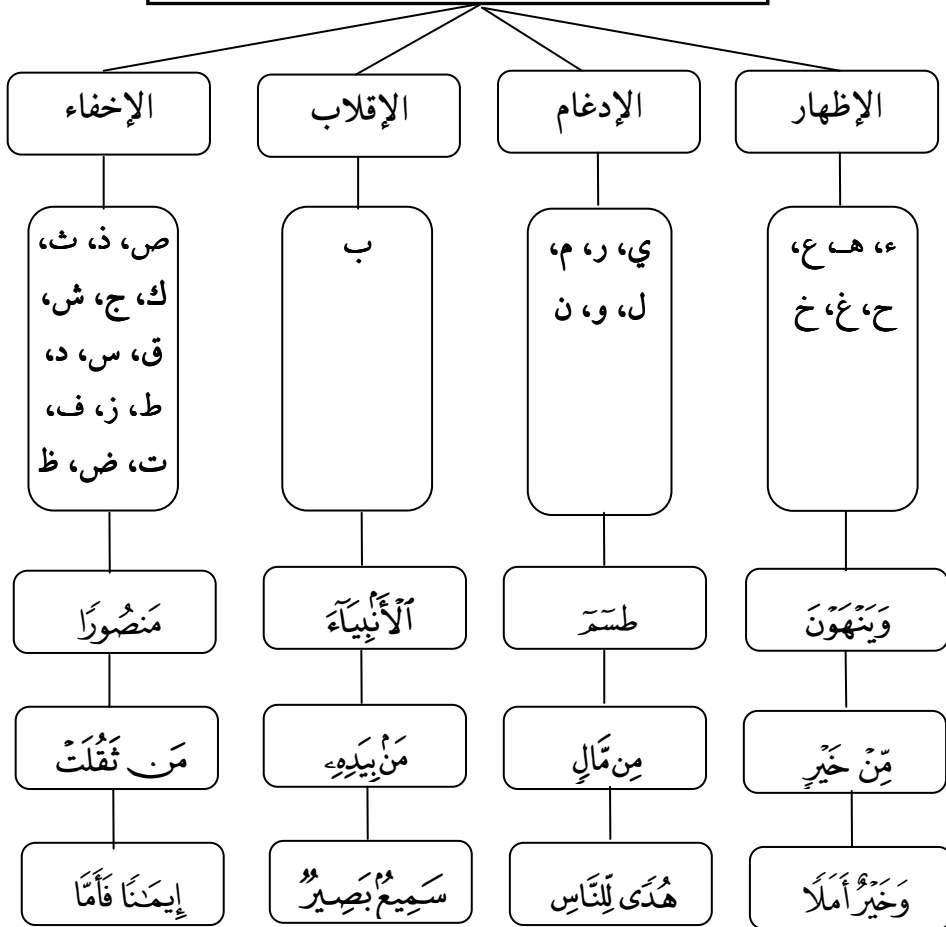 الإظهار
الإدغام
الإقلاب
الإخفاء
ء، هـ، ع،
ح، غ، خ
ي، ر، م،
ل، و، ن
ب
ص، ذ، ث،
ك، ج، ش،
ق، س، د،
ط، ز، ف،
ت، ض، ظ
وَيَنْـَٔوْنَ
طسٓمٓ
ٱلْأَنۢبِيَآءَ
مَنصُورًا
مِّنْ خَيْرٍ
مِن مَّالٍ
مَنۢ بِيَدِهِۦ
مَن ثَقُلَتْ
وَخَيْرٌ أَمَلًا
هُدًى لِّلنَّاسِ
سَمِيعٌۢ بَصِيرٌ
إِيمَـٰنًا فَأَمَّا